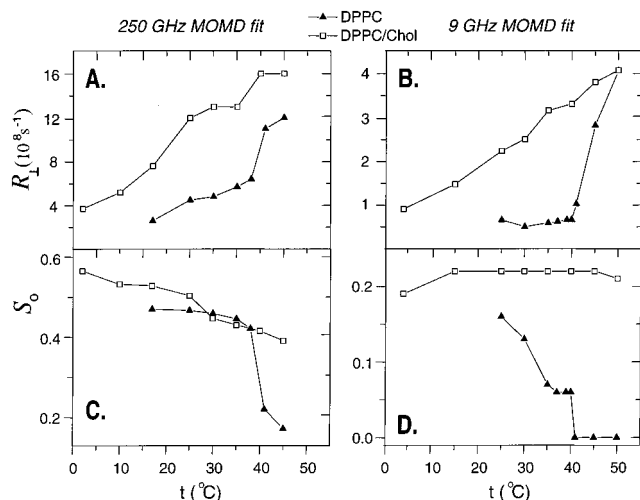 250 GHz MOMD fit
DPPC
DPPC/Chol
9 GHz MOMD fit
A.
16
12
8
4
R⊥(10⁸s⁻¹)
B.
4
3
2
1
C.
0.6
0.4
0.2
Sₒ
D.
0.2
0.1
0.0
0 10 20 30 40 50
t (°C)
0 10 20 30 40 50
t (°C)